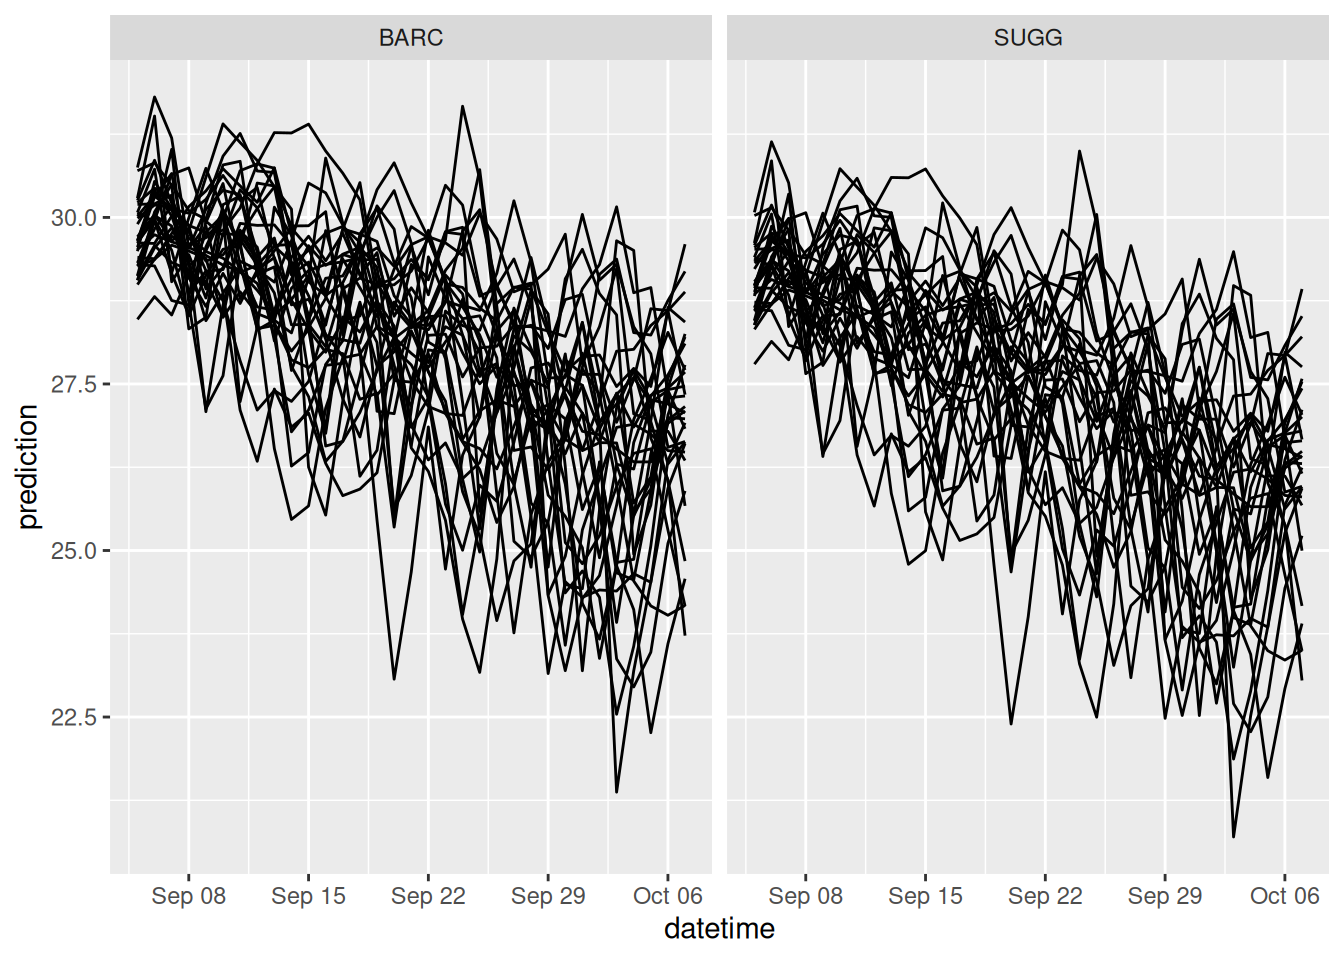 BARC SUGG
30.0
27.5
25.0
22.5
prediction
Sep 08 Sep 15 Sep 22 Sep 29 Oct 06 Sep 08 Sep 15 Sep 22 Sep 29 Oct 06
datetime